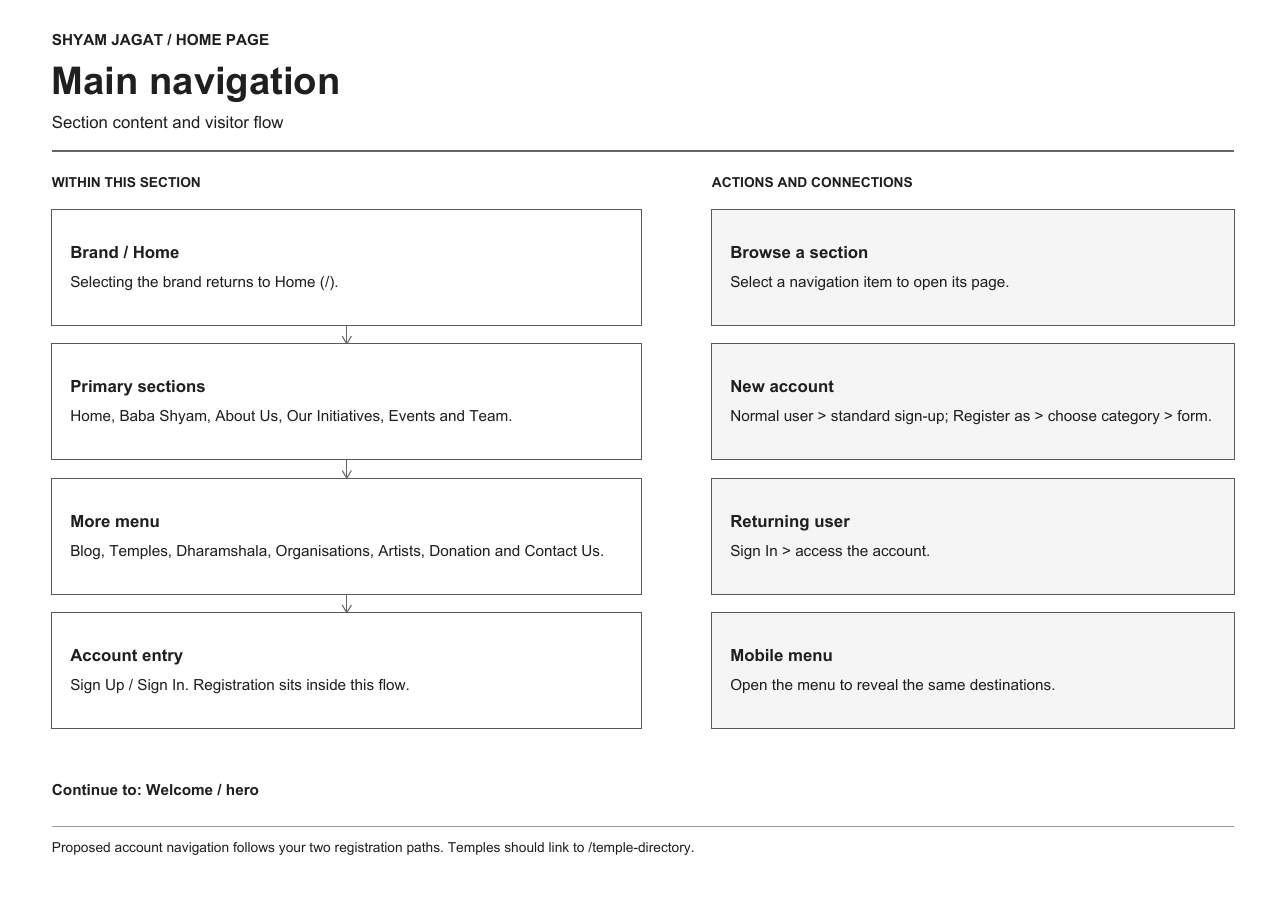 SHYAM JAGAT / HOME PAGE
Main navigation
Section content and visitor flow
WITHIN THIS SECTION
Brand / Home
Selecting the brand returns to Home (/).
Primary sections
Home, Baba Shyam, About Us, Our Initiatives, Events and Team.
More menu
Blog, Temples, Dharamshala, Organisations, Artists, Donation and Contact Us.
Account entry
Sign Up / Sign In. Registration sits inside this flow.
ACTIONS AND CONNECTIONS
Browse a section
Select a navigation item to open its page.
New account
Normal user > standard sign-up; Register as > choose category > form.
Returning user
Sign In > access the account.
Mobile menu
Open the menu to reveal the same destinations.
Continue to: Welcome / hero
Proposed account navigation follows your two registration paths. Temples should link to /temple-directory.